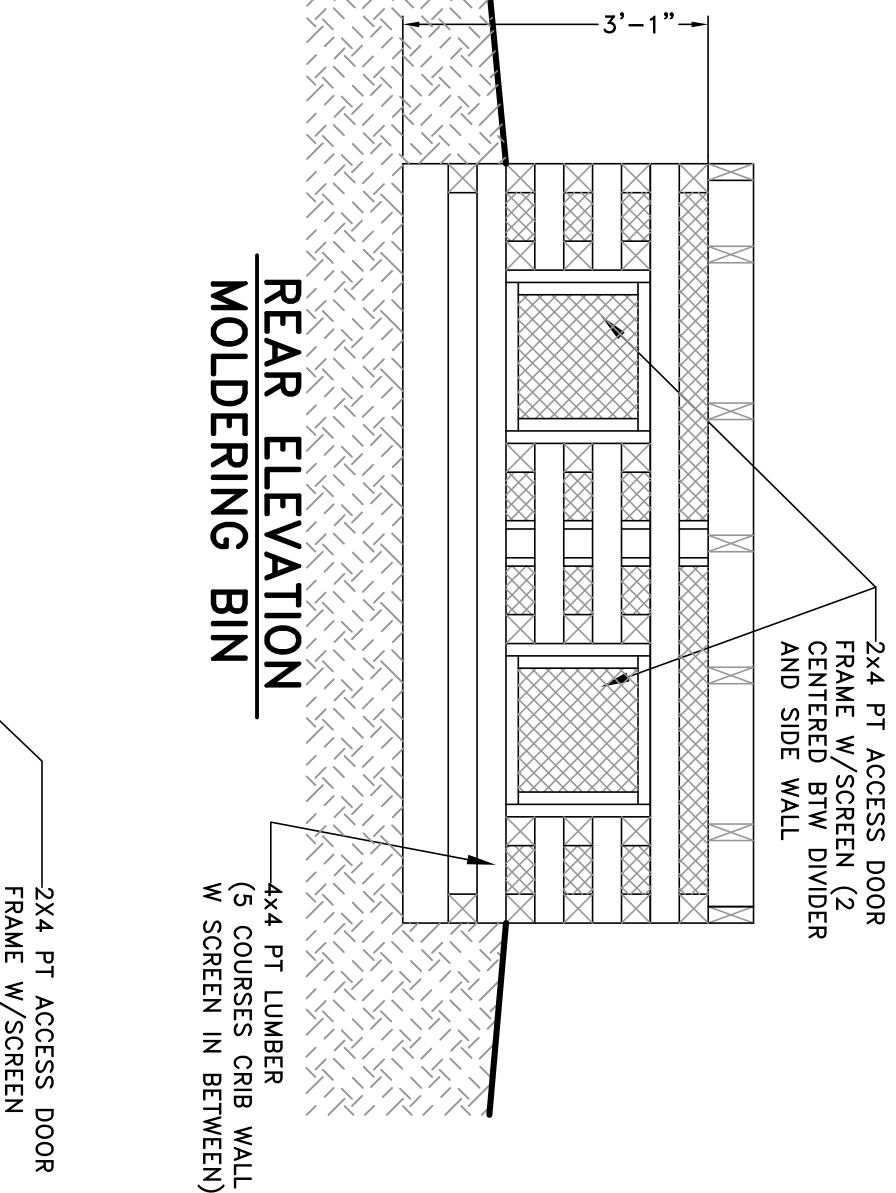 3'-1"
2x4 PT ACCESS DOOR
FRAME W/SCREEN (2
CENTERED BTW DIVIDER
AND SIDE WALL
REAR ELEVATION
MOLDERING BIN
4x4 PT LUMBER
(5 COURSES CRIB WALL
W SCREEN IN BETWEEN)
2X4 PT ACCESS DOOR
FRAME W/SCREEN